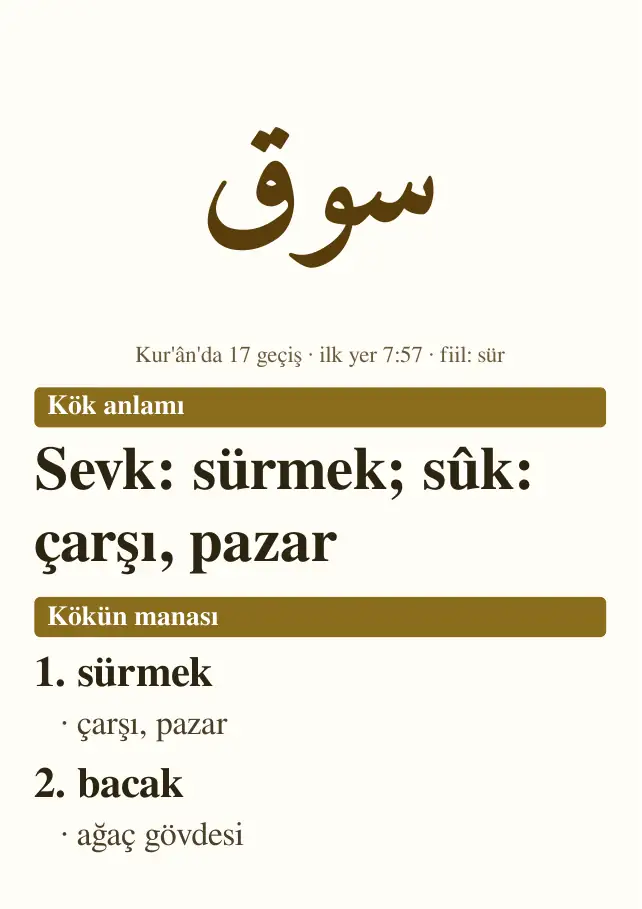 سوق
Kur'ân'da 17 geçiş · ilk yer 7:57 · fiil: sür
Kök anlamı
Sevk: sürmek; sûk:
çarşı, pazar
Kökün manası
1. sürmek
· çarşı, pazar
2. bacak
· ağaç gövdesi